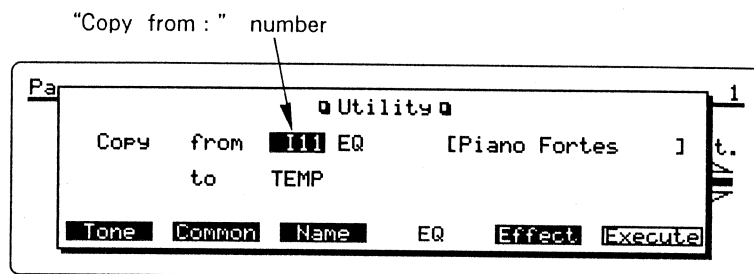 “Copy from : ” number
Pa
Utility
1
Copy from I11 EQ [Piano Fortes ] t.
to TEMP
Tone Common Name EQ Effect Execute